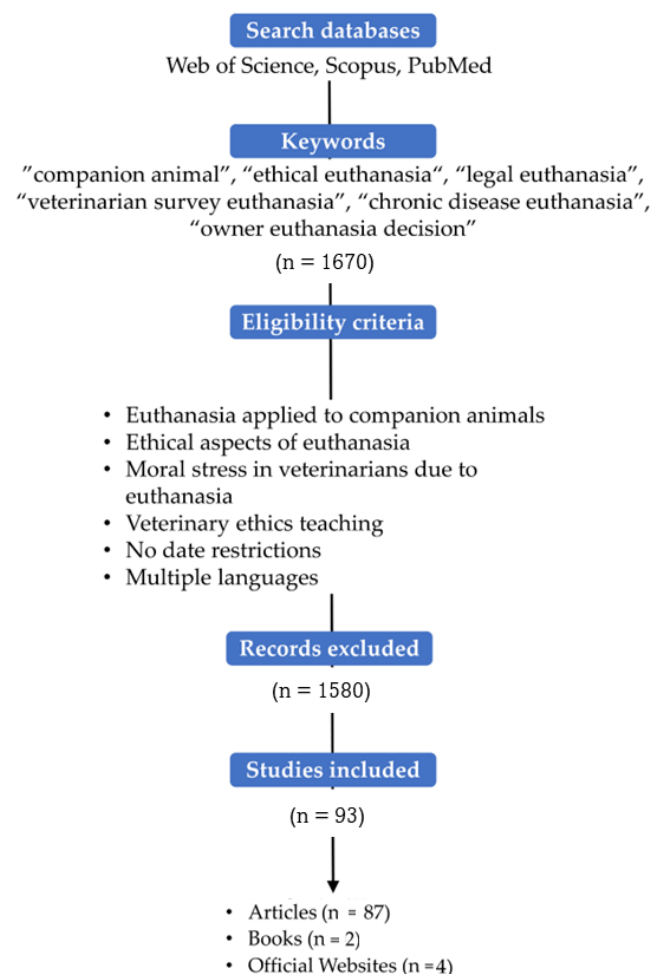 Search databases
Web of Science, Scopus, PubMed
Keywords
”companion animal”, “ethical euthanasia“, “legal euthanasia”,
“veterinarian survey euthanasia”, “chronic disease euthanasia”,
“owner euthanasia decision”
(n = 1670)
Eligibility criteria
• Euthanasia applied to companion animals
• Ethical aspects of euthanasia
• Moral stress in veterinarians due to
euthanasia
• Veterinary ethics teaching
• No date restrictions
• Multiple languages
Records excluded
(n = 1580)
Studies included
(n = 93)
• Articles (n = 87)
• Books (n = 2)
• Official Websites (n =4)